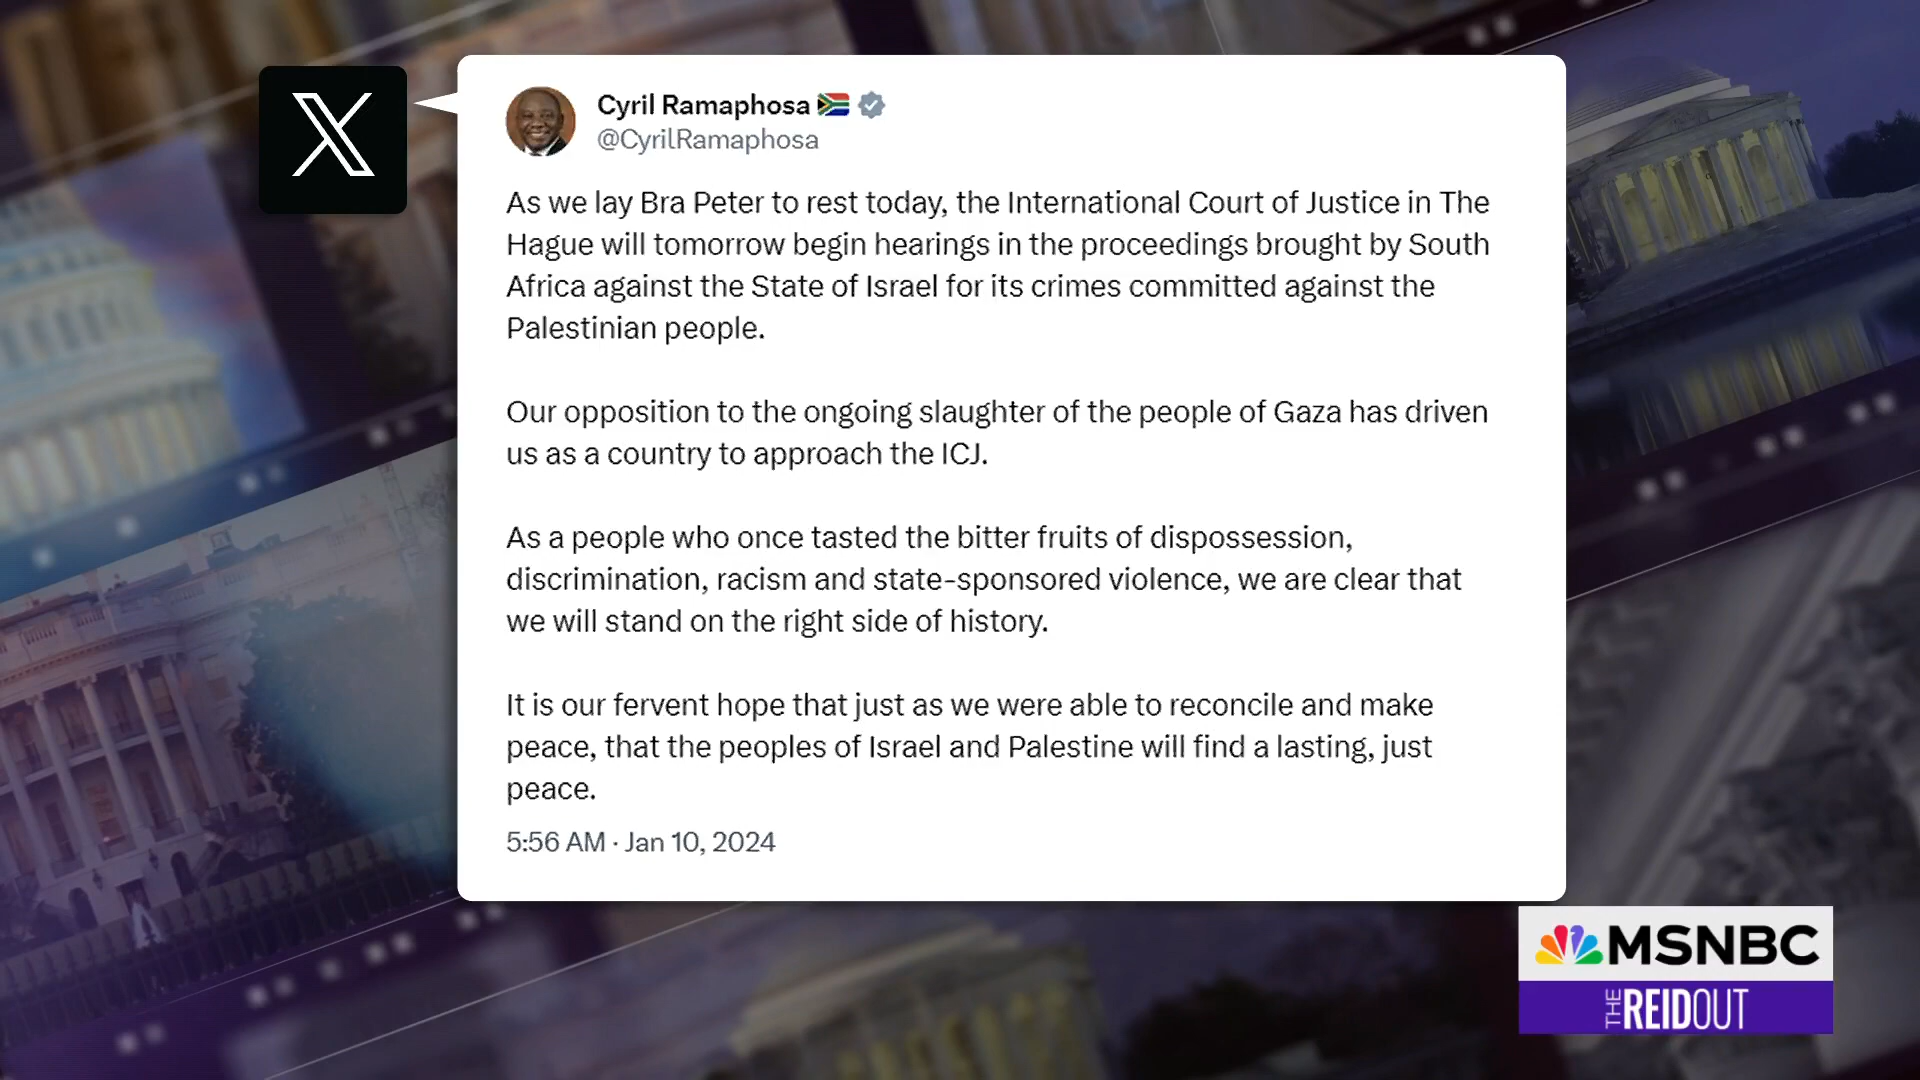 X
Cyril Ramaphosa
@CyrilRamaphosa
As we lay Bra Peter to rest today, the International Court of Justice in The
Hague will tomorrow begin hearings in the proceedings brought by South
Africa against the State of Israel for its crimes committed against the
Palestinian people.
Our opposition to the ongoing slaughter of the people of Gaza has driven
us as a country to approach the ICJ.
As a people who once tasted the bitter fruits of dispossession,
discrimination, racism and state-sponsored violence, we are clear that
we will stand on the right side of history.
It is our fervent hope that just as we were able to reconcile and make
peace, that the peoples of Israel and Palestine will find a lasting, just
peace.
5:56 AM · Jan 10, 2024
MSNBC
THE REIDOUT